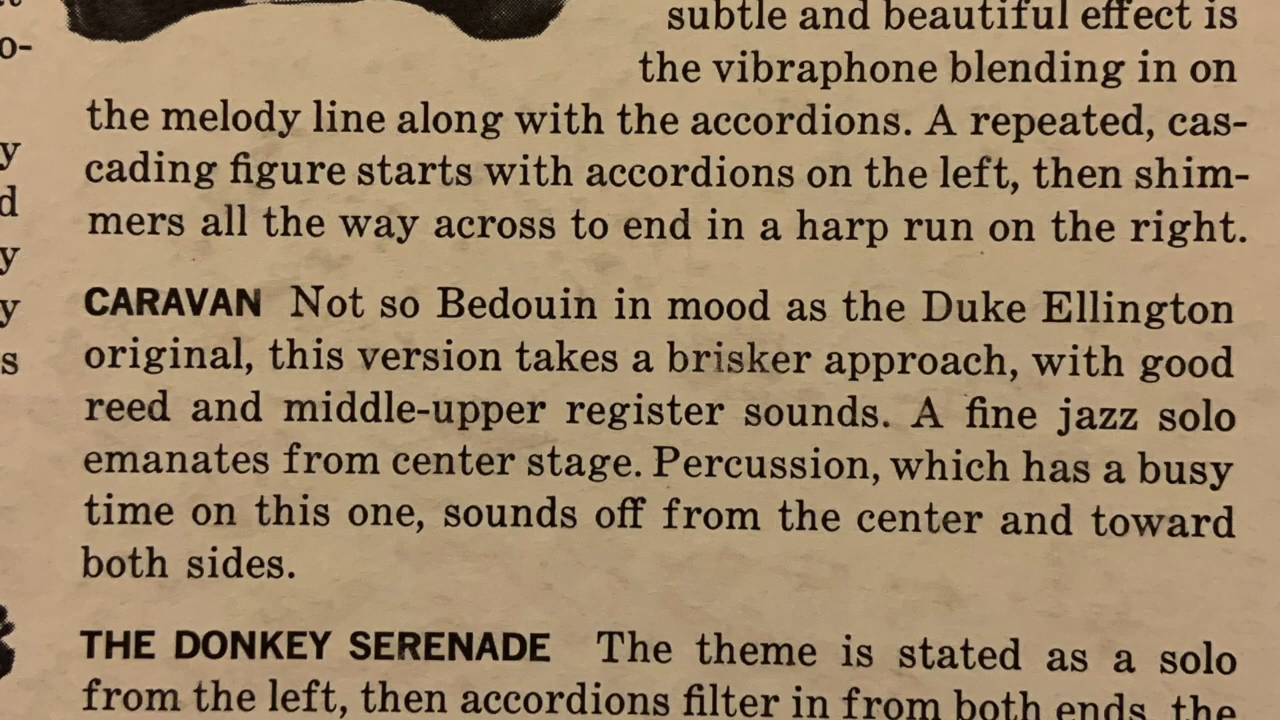 subtle and beautiful effect is
the vibraphone blending in on
the melody line along with the accordions. A repeated, cas-
cading figure starts with accordions on the left, then shim-
mers all the way across to end in a harp run on the right.
CARAVAN Not so Bedouin in mood as the Duke Ellington
original, this version takes a brisker approach, with good
reed and middle-upper register sounds. A fine jazz solo
emanates from center stage. Percussion, which has a busy
time on this one, sounds off from the center and toward
both sides.
THE DONKEY SERENADE The theme is stated as a solo
from the left, then accordions filter in from both ends, the
o-
y
d
y
y
s